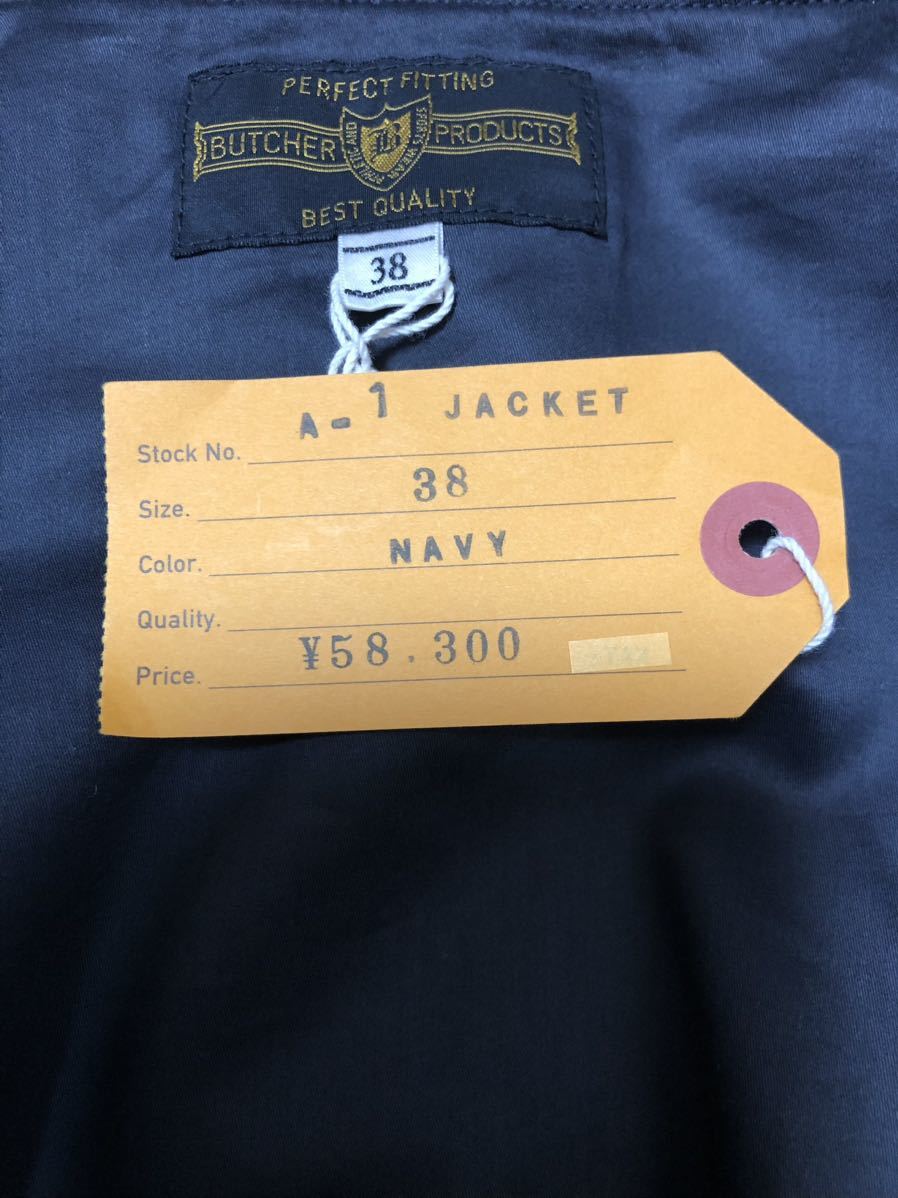 PERFECT FITTING
BUTCHER PRODUCTS
BEST QUALITY
38
Stock No. A-1 JACKET
Size. 38
Color. NAVY
Quality.
Price. ¥58.300